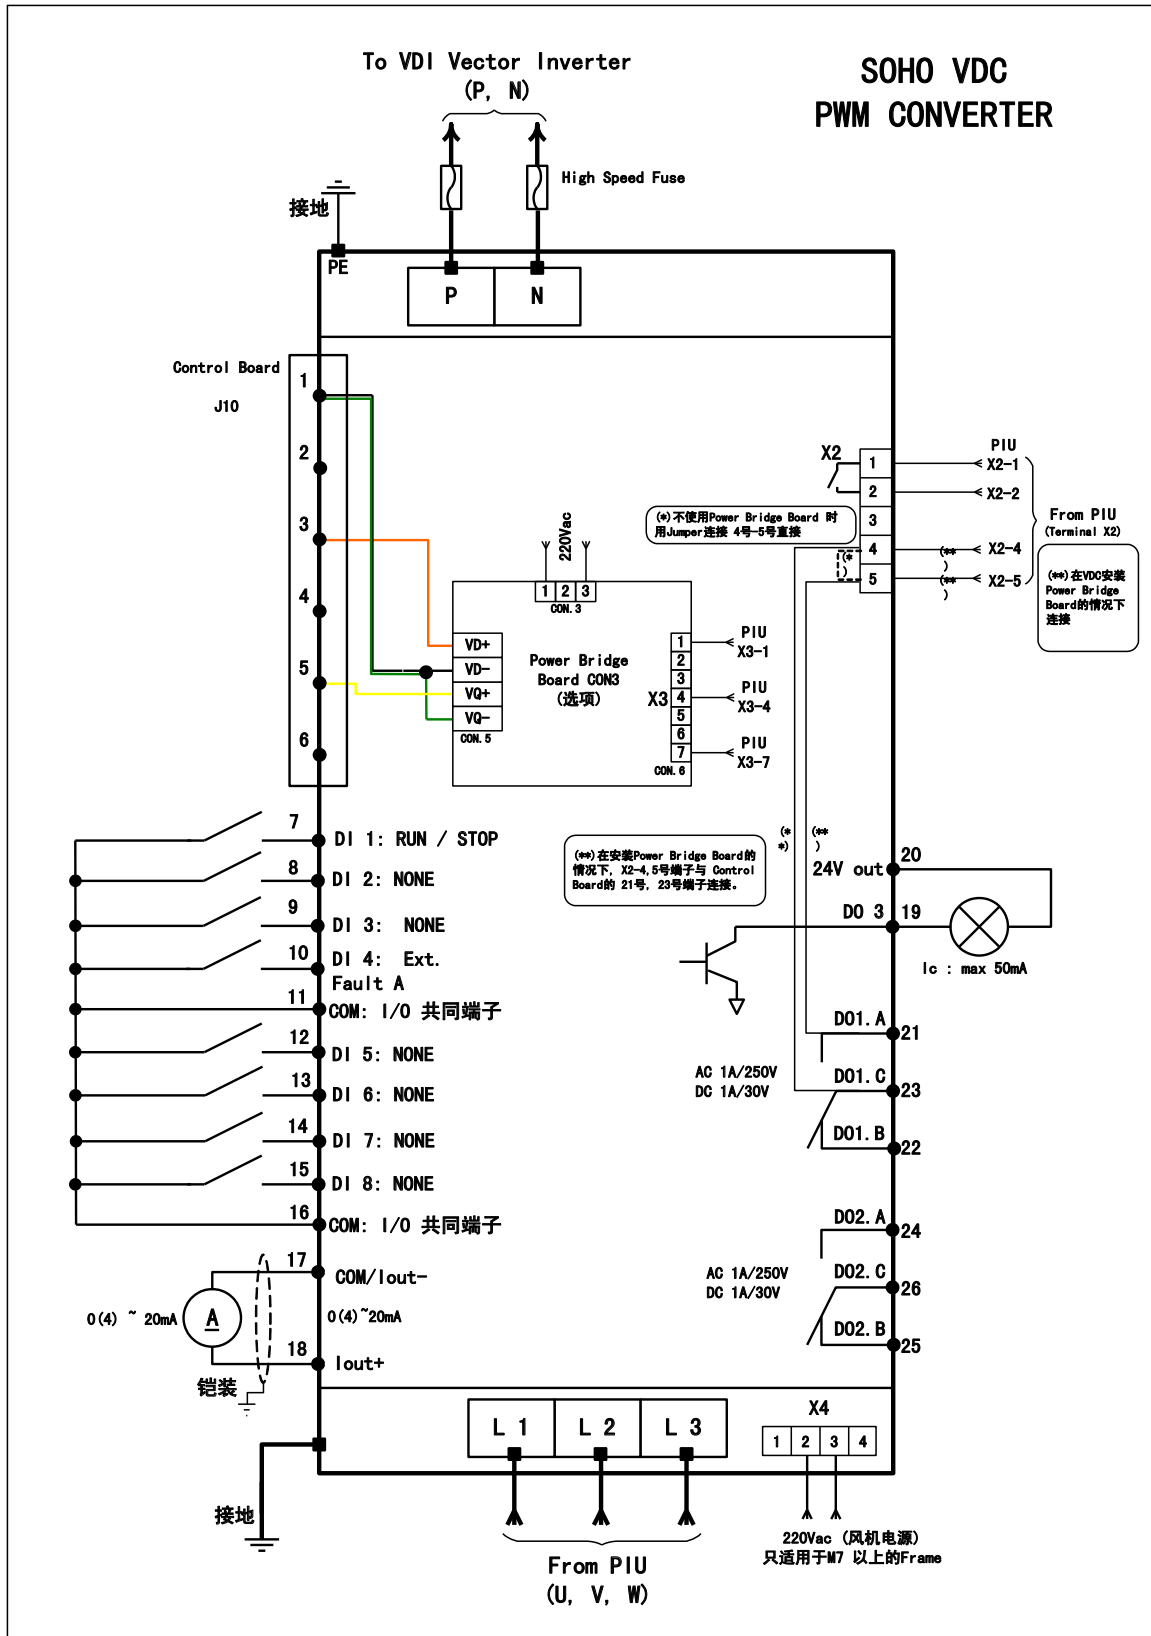 To VDI Vector Inverter
(P, N)
SOHO VDC
PWM CONVERTER
High Speed Fuse
接地
PE
P
N
Control Board
J10
1
2
3
4
5
6
X2
1
2
3
4
5
PIU
X2-1
X2-2
X2-4
X2-5
From PIU
(Terminal X2)
(*)不使用Power Bridge Board 时
用Jumper连接 4号-5号直接
(*
)
(**
)
(**
)
(**)在VDC安装
Power Bridge
Board的情况下
连接
220Vac
1 2 3
CON.3
VD+
VD-
VQ+
VQ-
CON.5
Power Bridge
Board CON3
(选项)
X3
1
2
3
4
5
6
7
CON.6
PIU
X3-1
PIU
X3-4
PIU
X3-7
7
DI 1: RUN / STOP
8
DI 2: NONE
9
DI 3: NONE
10
DI 4: Ext.
Fault A
11
COM: I/O 共同端子
12
DI 5: NONE
13
DI 6: NONE
14
DI 7: NONE
15
DI 8: NONE
16
COM: I/O 共同端子
17
COM/Iout-
0(4) ~ 20mA
A
0(4)~20mA
18
Iout+
铠装
(**)在安装Power Bridge Board的
情况下, X2-4,5号端子与 Control
Board的 21号, 23号端子连接。
(*
*)
(**
)
20
24V out
DO 3
19
Ic : max 50mA
DO1.A
21
AC 1A/250V
DC 1A/30V
DO1.C
23
DO1.B
22
DO2.A
24
AC 1A/250V
DC 1A/30V
DO2.C
26
DO2.B
25
L 1
L 2
L 3
X4
1 2 3 4
接地
From PIU
(U, V, W)
220Vac (风机电源)
只适用于M7 以上的Frame